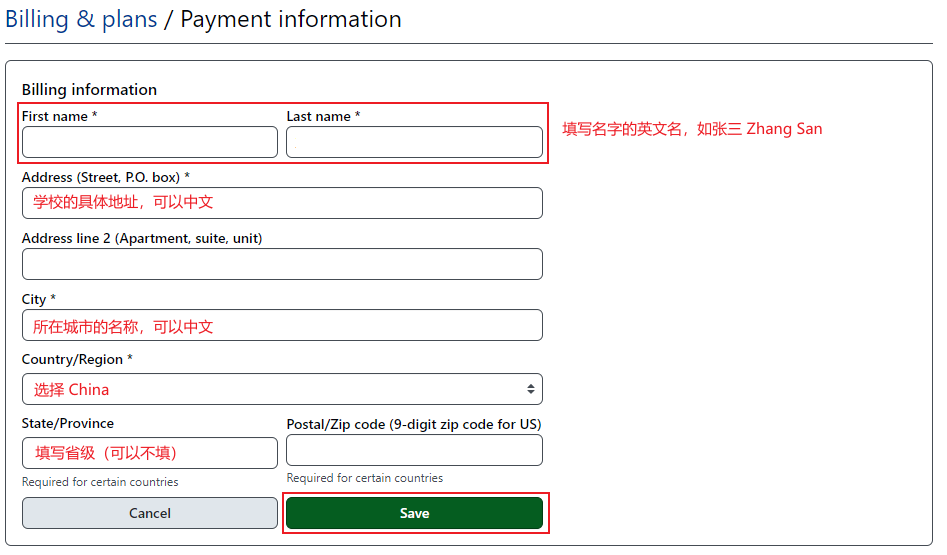 Billing & plans / Payment information
Billing information
First name *
Last name *
填写名字的英文名，如张三 Zhang San
Address (Street, P.O. box) *
学校的具体地址，可以中文
Address line 2 (Apartment, suite, unit)
City *
所在城市的名称，可以中文
Country/Region *
选择 China
State/Province
Postal/Zip code (9-digit zip code for US)
填写省级（可以不填）
Required for certain countries
Required for certain countries
Cancel
Save